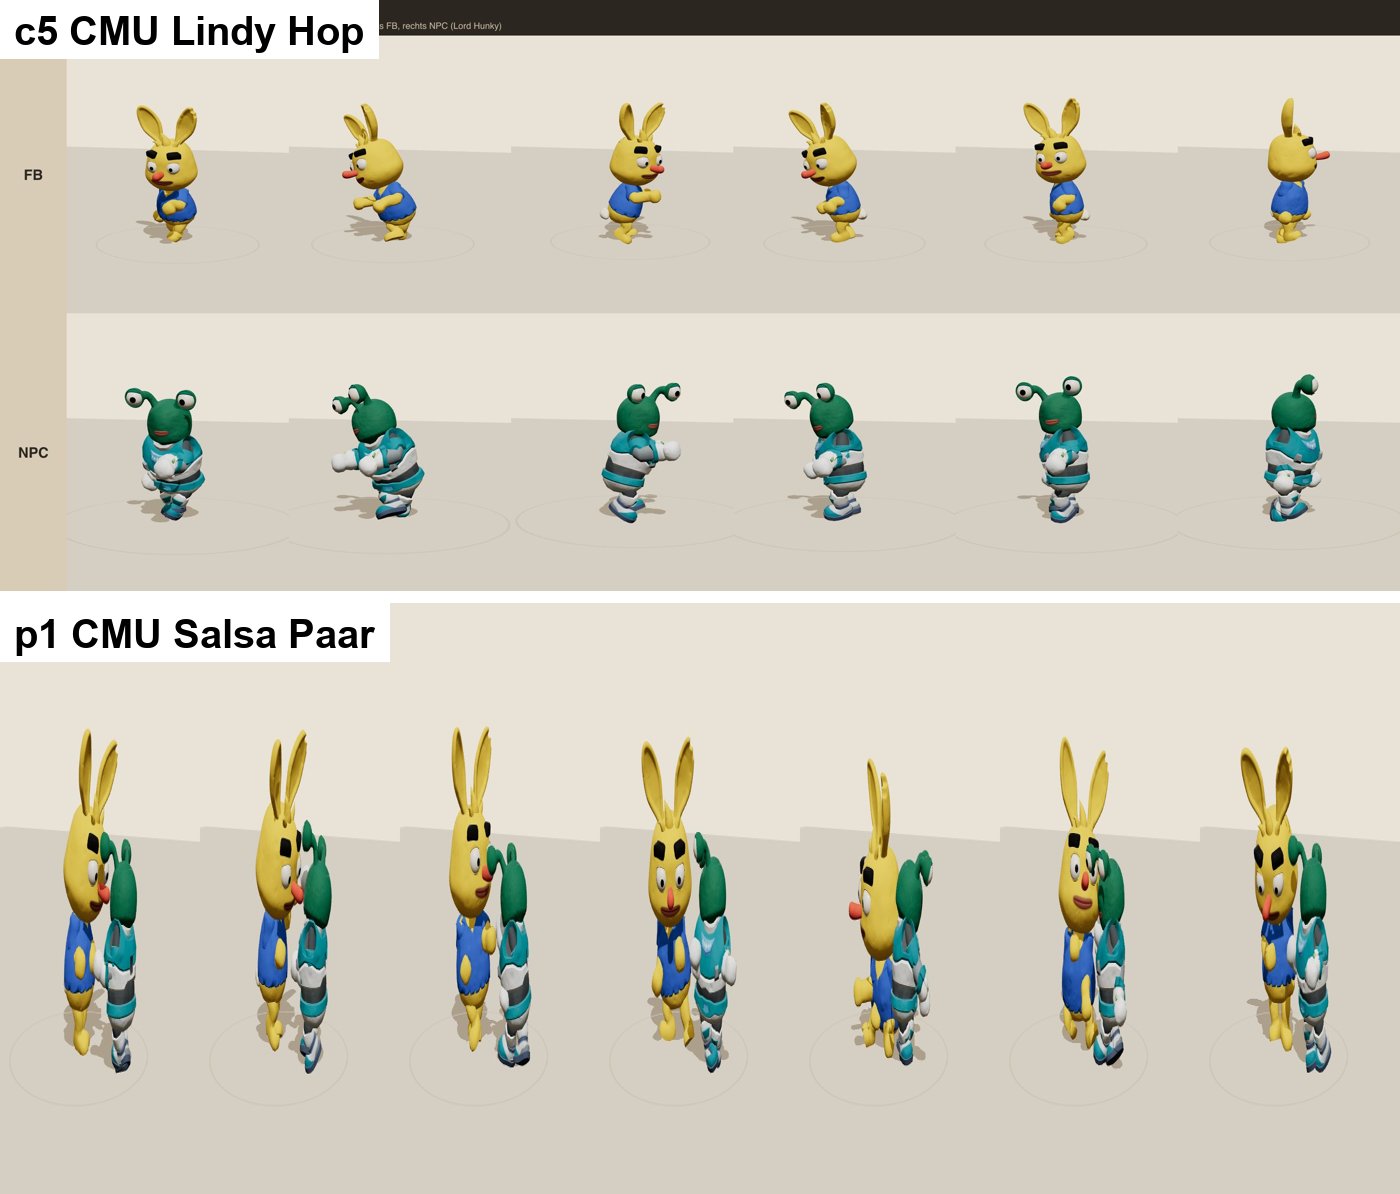 c5 CMU Lindy Hop
FB, rechts NPC (Lord Hunky)
FB
NPC
p1 CMU Salsa Paar